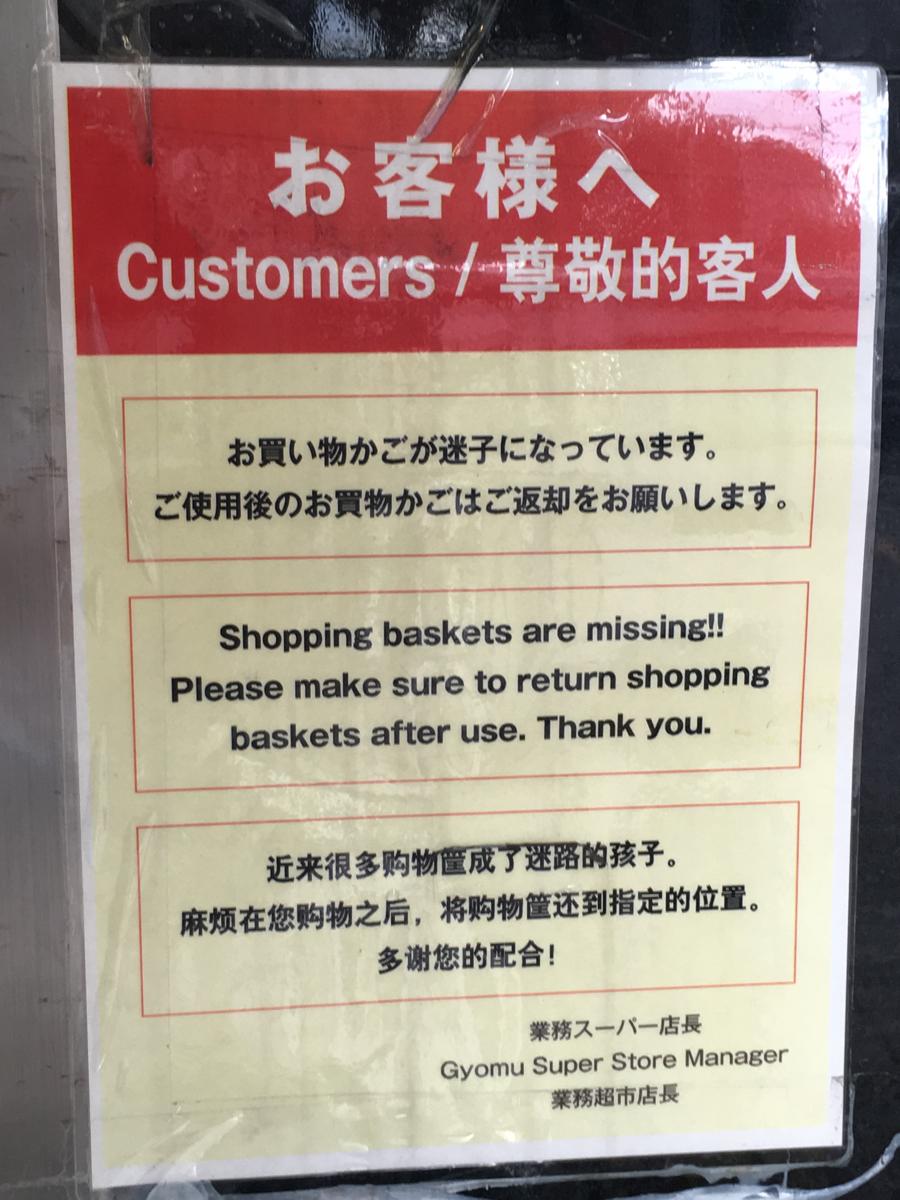 お客様へ
Customers / 尊敬的客人
お買い物かごが迷子になっています。
ご使用後のお買物かごはご返却をお願いします。
Shopping baskets are missing!!
Please make sure to return shopping
baskets after use. Thank you.
近来很多购物筐成了迷路的孩子。
麻烦在您购物之后，将购物筐还到指定的位置。
多谢您的配合！
業務スーパー店長
Gyomu Super Store Manager
業務超市店長